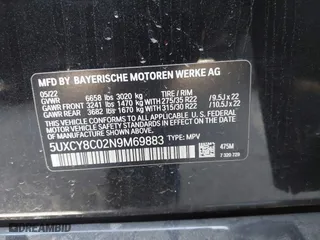 MFD BY BAYERISCHE MOTOREN WERKE AG
05/22
GVWR 6658 lbs 3020 kg TIRE / RIM
GAWR FRONT 3241 lbs 1470 kg WITH 275/35 R22 /9.5J x 22
GAWR REAR 3682 lbs 1670 kg WITH 315/30 R22 /10.5J x 22
THIS VEHICLE CONFORMS TO ALL APPLICABLE U.S. FEDERAL
MOTOR VEHICLE SAFETY STANDARDS IN EFFECT ON THE
DATE OF MANUFACTURE SHOWN ABOVE.
5UXCY8C02N9M69883 TYPE: MPV
475M